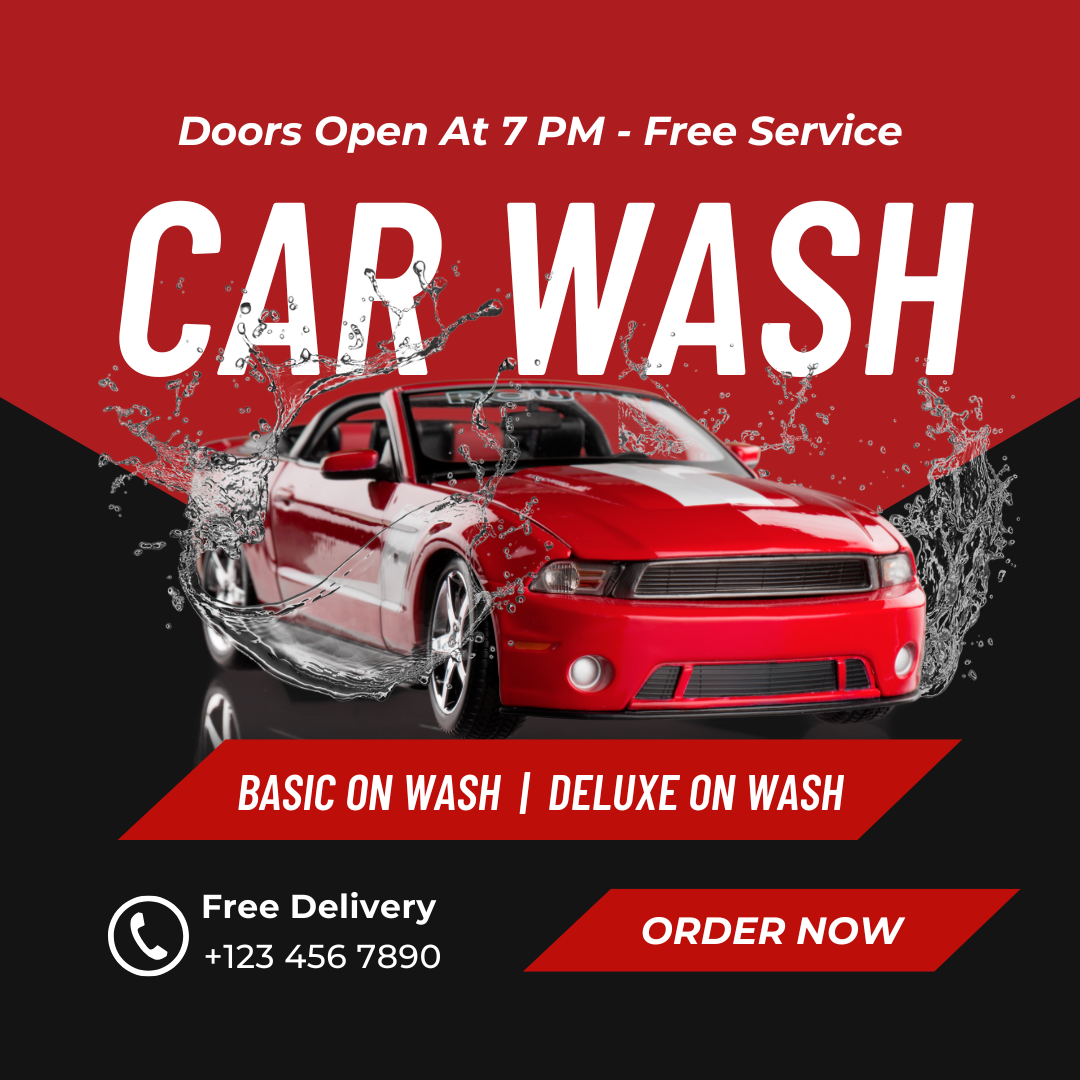 Doors Open At 7 PM - Free Service
CAR WASH
BASIC ON WASH | DELUXE ON WASH
Free Delivery
+123 456 7890
ORDER NOW